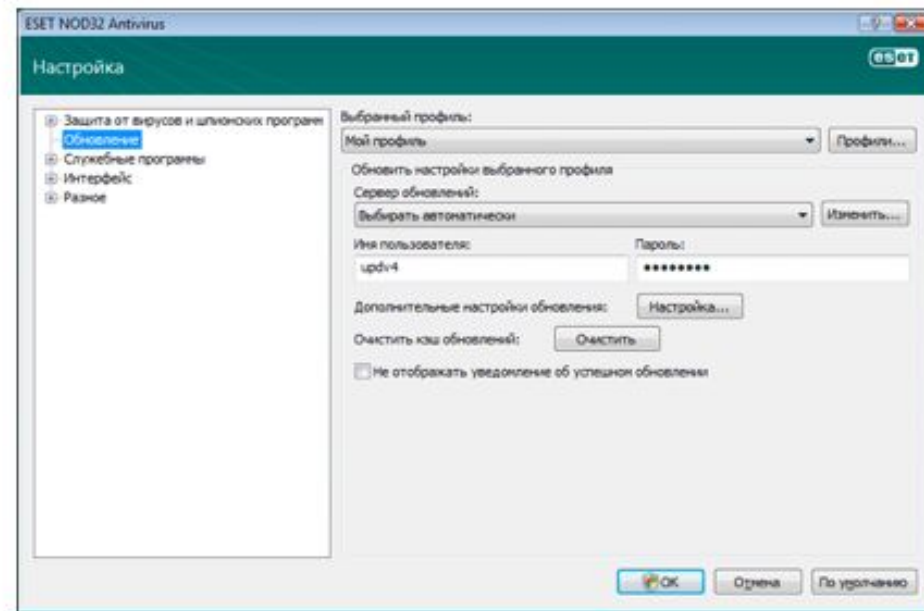 ESET NOD32 Antivirus
Настройка
eset
Защита от вирусов и шпионских программ
Обновление
Служебные программы
Интерфейс
Разное
Выбранный профиль:
Мой профиль
Профили...
Обновить настройки выбранного профиля
Сервер обновлений:
Выбирать автоматически
Изменить...
Имя пользователя:
Пароль:
updv4
••••••••
Дополнительные настройки обновления:
Настройка...
Очистить кэш обновлений:
Очистить
Не отображать уведомление об успешном обновлении
OK
Отмена
По умолчанию